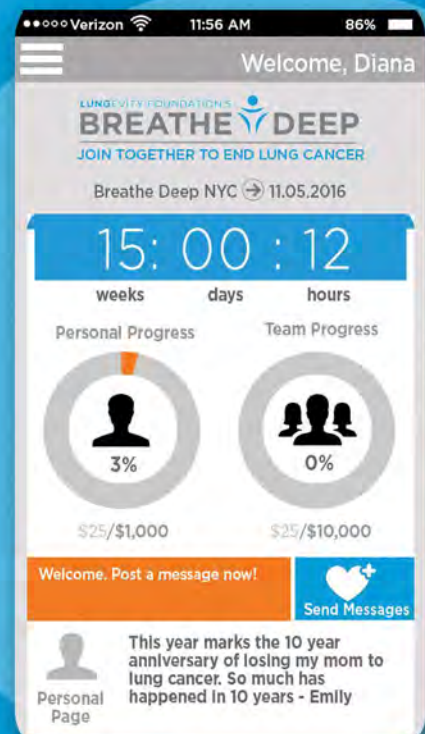 Verizon 11:56 AM 86%
Welcome, Diana
LUNGEVITY FOUNDATION'S
BREATHE DEEP
JOIN TOGETHER TO END LUNG CANCER
Breathe Deep NYC → 11.05.2016
15: 00 : 12
weeks days hours
Personal Progress Team Progress
3% 0%
$25/$1,000 $25/$10,000
Welcome. Post a message now!
Send Messages
This year marks the 10 year
anniversary of losing my mom to
lung cancer. So much has
happened in 10 years - Emily
Personal
Page